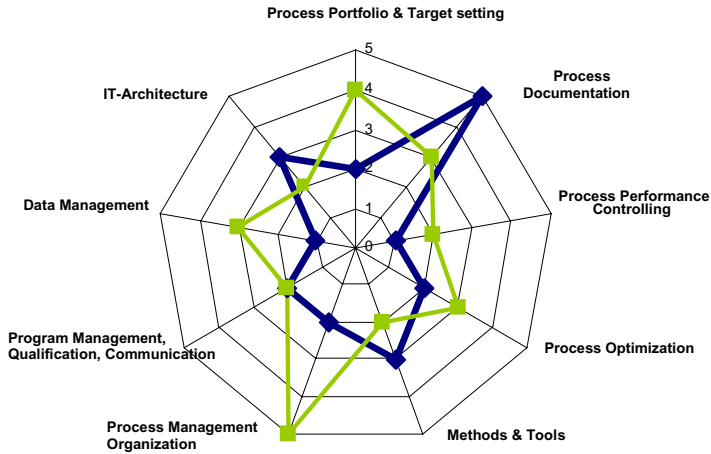 Process Portfolio & Target setting
5
4
3
2
1
0
Process
Documentation
Process Performance
Controlling
Process Optimization
Methods & Tools
Process Management
Organization
Program Management,
Qualification, Communication
Data Management
IT-Architecture